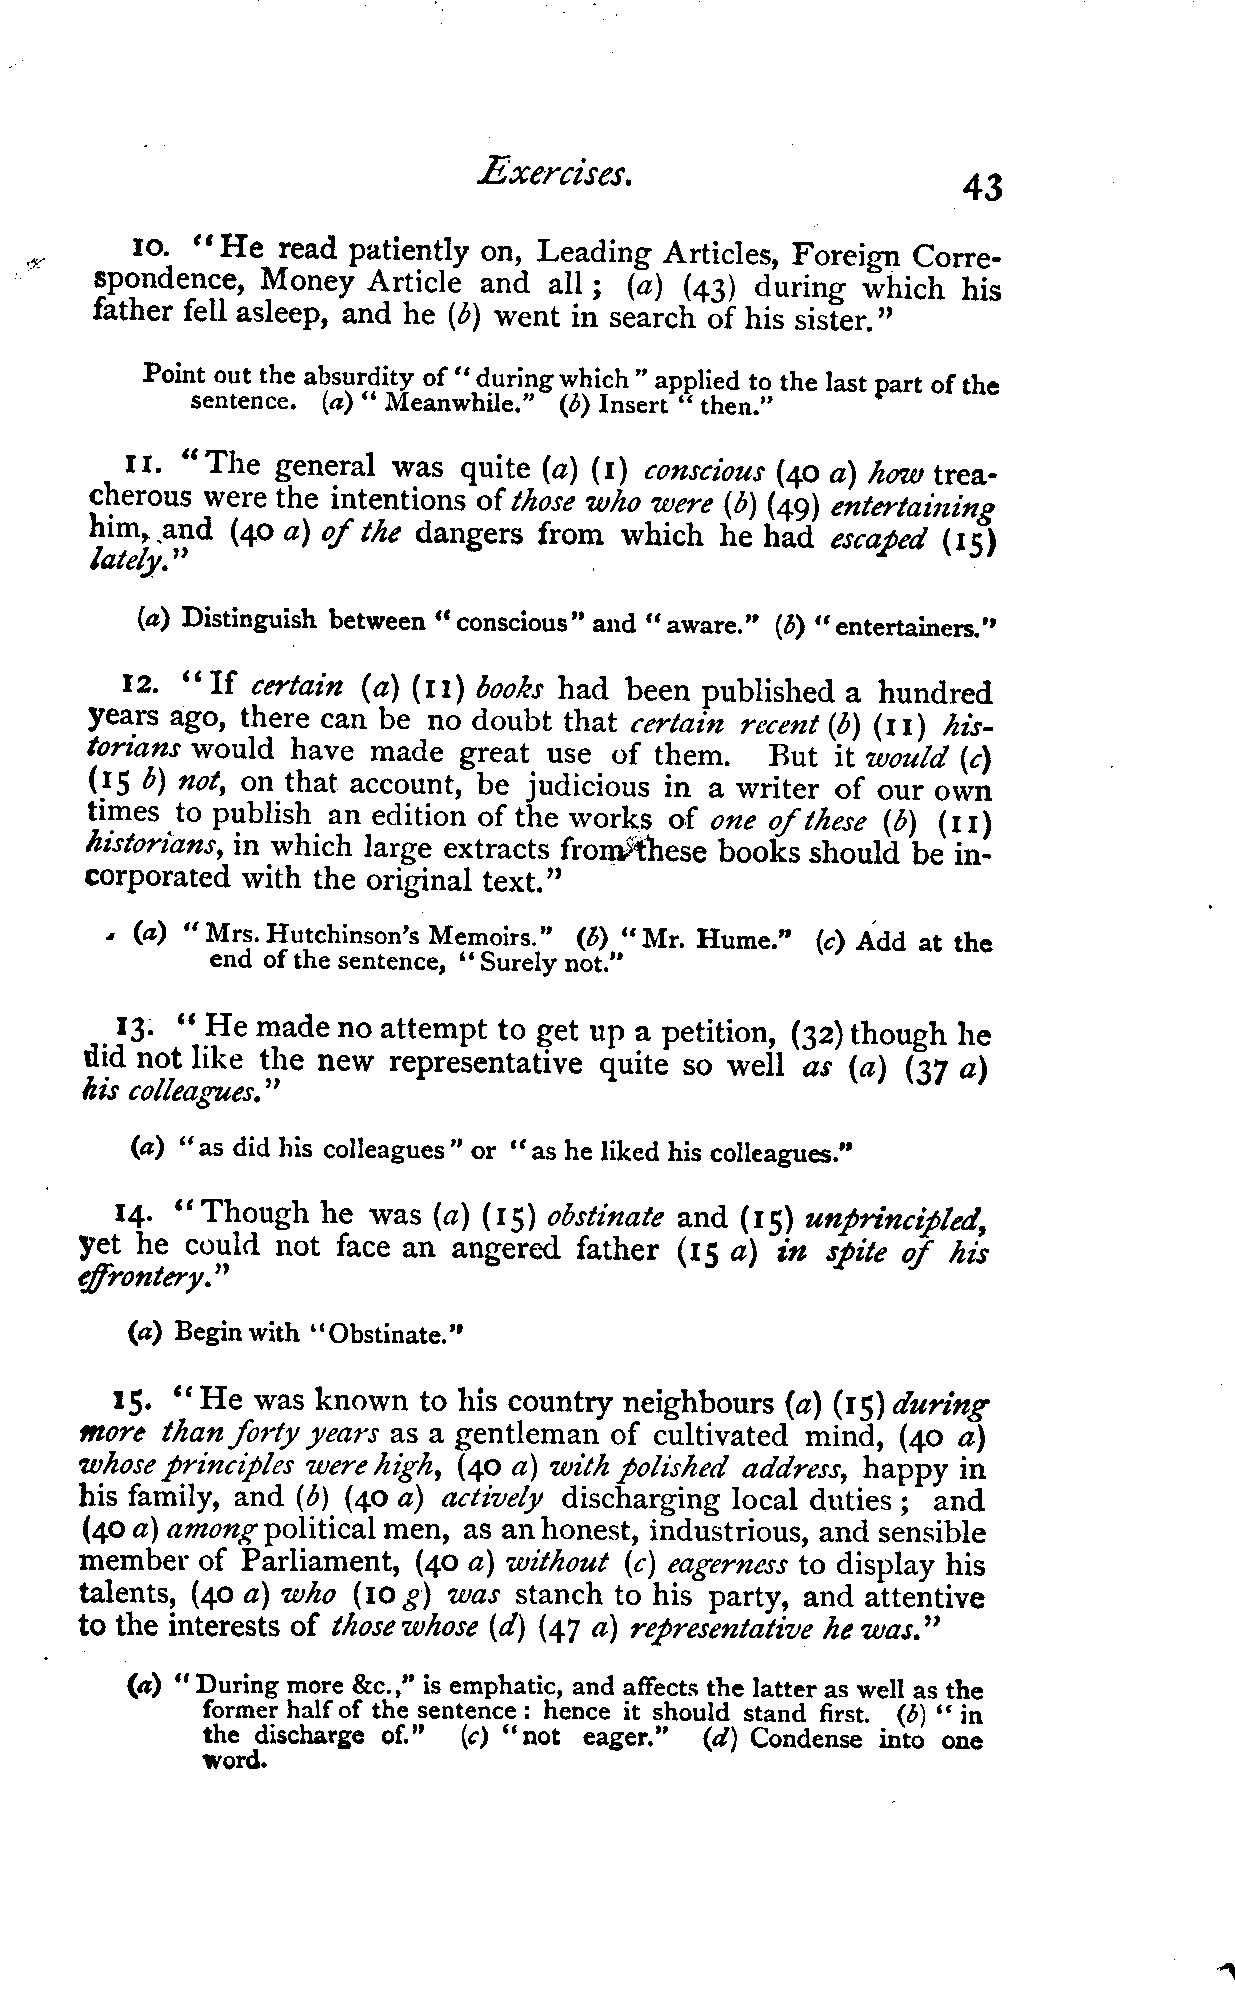 Exercises.
43
10. "He read patiently on, Leading Articles, Foreign Corre-
spondence, Money Article and all; (a) (43) during which his
father fell asleep, and he (b) went in search of his sister."
Point out the absurdity of "during which" applied to the last part of the
sentence. (a) "Meanwhile." (b) Insert "then."
11. "The general was quite (a) (1) conscious (40 a) how trea-
cherous were the intentions of those who were (b) (49) entertaining
him, and (40 a) of the dangers from which he had escaped (15)
lately."
(a) Distinguish between "conscious" and "aware." (b) "entertainers."
12. "If certain (a) (11) books had been published a hundred
years ago, there can be no doubt that certain recent (b) (11) his-
torians would have made great use of them. But it would (c)
(15 b) not, on that account, be judicious in a writer of our own
times to publish an edition of the works of one of these (b) (11)
historians, in which large extracts from these books should be in-
corporated with the original text."
(a) "Mrs. Hutchinson's Memoirs." (b) "Mr. Hume." (c) Add at the
end of the sentence, "Surely not."
13. "He made no attempt to get up a petition, (32) though he
did not like the new representative quite so well as (a) (37 a)
his colleagues."
(a) "as did his colleagues" or "as he liked his colleagues."
14. "Though he was (a) (15) obstinate and (15) unprincipled,
yet he could not face an angered father (15 a) in spite of his
effrontery."
(a) Begin with "Obstinate."
15. "He was known to his country neighbours (a) (15) during
more than forty years as a gentleman of cultivated mind, (40 a)
whose principles were high, (40 a) with polished address, happy in
his family, and (b) (40 a) actively discharging local duties; and
(40 a) among political men, as an honest, industrious, and sensible
member of Parliament, (40 a) without (c) eagerness to display his
talents, (40 a) who (10 g) was stanch to his party, and attentive
to the interests of those whose (d) (47 a) representative he was."
(a) "During more &c.," is emphatic, and affects the latter as well as the
former half of the sentence: hence it should stand first. (b) "in
the discharge of." (c) "not eager." (d) Condense into one
word.